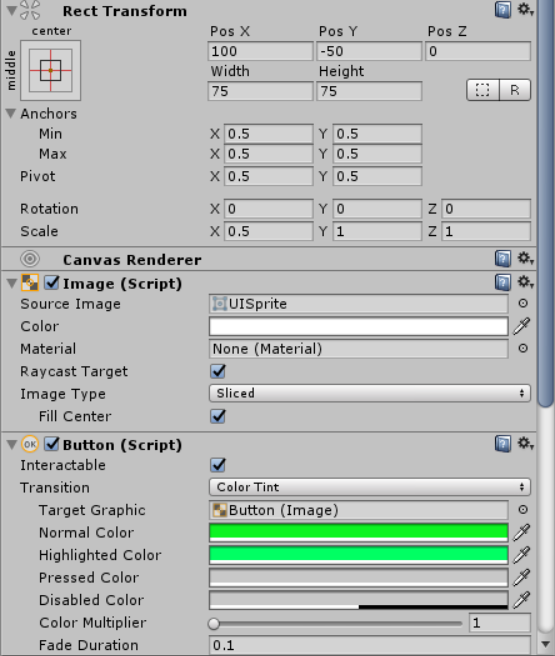 Rect Transform
center
Pos X Pos Y Pos Z
100 -50 0
middle
Width Height
75 75
R
Anchors
Min X 0.5 Y 0.5
Max X 0.5 Y 0.5
Pivot X 0.5 Y 0.5
Rotation X 0 Y 0 Z 0
Scale X 0.5 Y 1 Z 1
Canvas Renderer
Image (Script)
Source Image UISprite
Color
Material None (Material)
Raycast Target
Image Type Sliced
Fill Center
OK Button (Script)
Interactable
Transition Color Tint
Target Graphic Button (Image)
Normal Color
Highlighted Color
Pressed Color
Disabled Color
Color Multiplier 1
Fade Duration 0.1